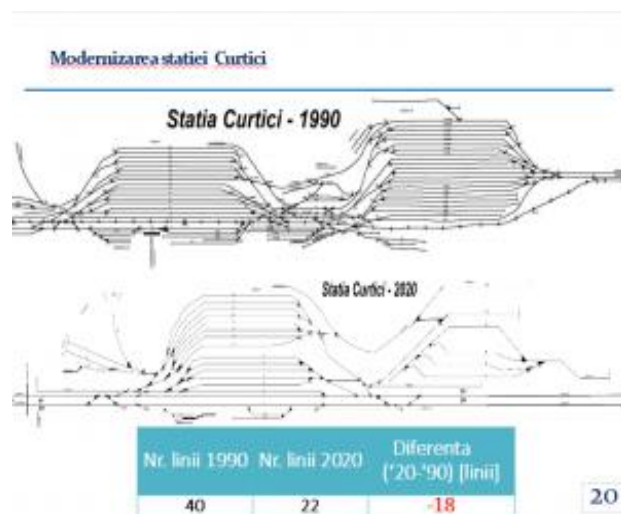 Modernizarea statiei Curtici
Statia Curtici - 1990
Statia Curtici - 2020
Nr. linii 1990 Nr. linii 2020 Diferenta ('20-'90) [linii]
40 22 -18
20